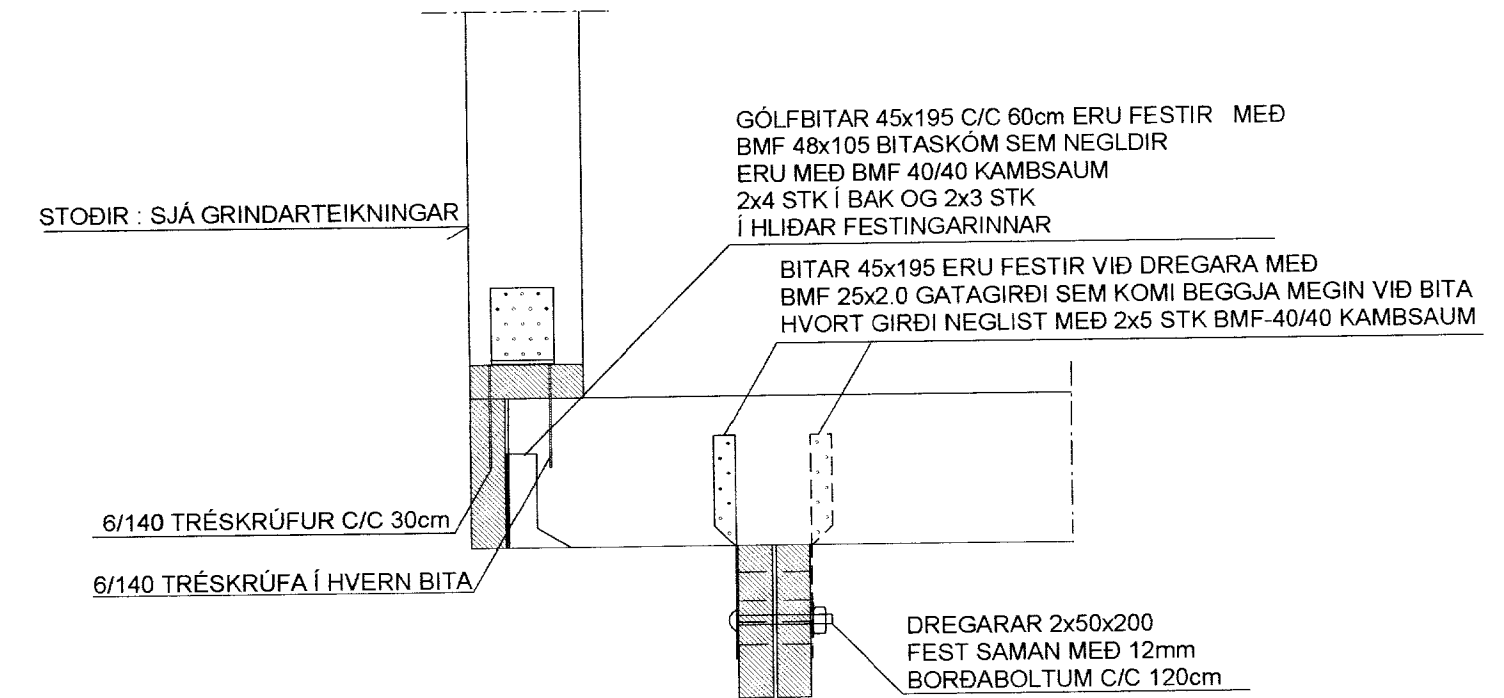 GÓLFBITAR 45x195 C/C 60cm ERU FESTIR MEÐ
BMF 48x105 BITASKÓM SEM NEGLDIR
ERU MEÐ BMF 40/40 KAMBSAUM
2x4 STK Í BAK OG 2x3 STK
Í HLIÐAR FESTINGARINNAR
STOÐIR : SJÁ GRINDARTEIKNINGAR
BITAR 45x195 ERU FESTIR VIÐ DREGARA MEÐ
BMF 25x2.0 GATAGIRÐI SEM KOMI BEGGJA MEGIN VIÐ BITA
HVORT GIRÐI NEGLIST MEÐ 2x5 STK BMF-40/40 KAMBSAUM
6/140 TRÉSKRÚFUR C/C 30cm
6/140 TRÉSKRÚFA Í HVERN BITA
DREGARAR 2x50x200
FEST SAMAN MEÐ 12mm
BORÐABOLTUM C/C 120cm